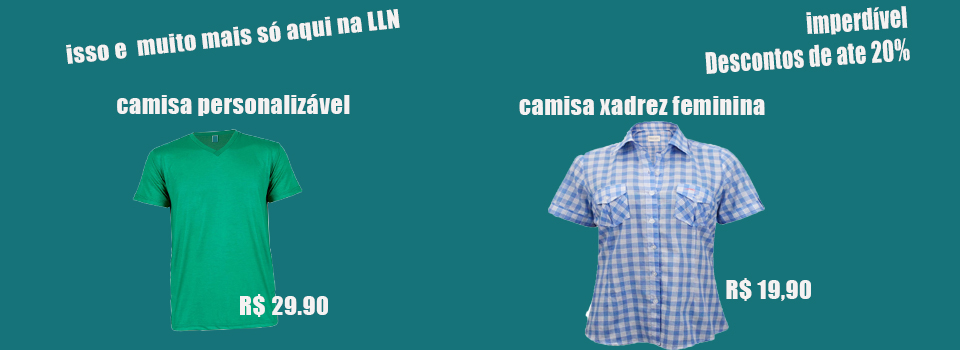 isso e muito mais só aqui na LLN
imperdível
Descontos de ate 20%
camisa personalizável
camisa xadrez feminina
R$ 29.90
R$ 19,90